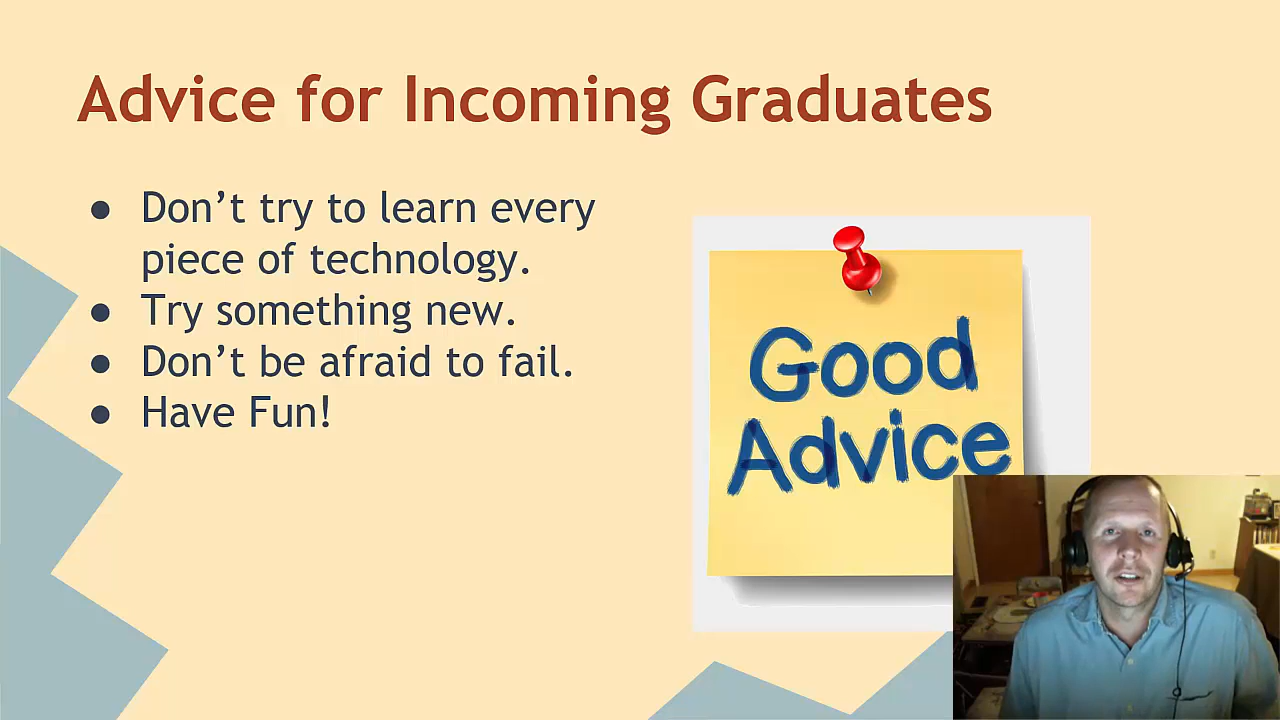 Advice for Incoming Graduates
● Don't try to learn every
piece of technology.
● Try something new.
● Don't be afraid to fail.
● Have Fun!
Good
Advice